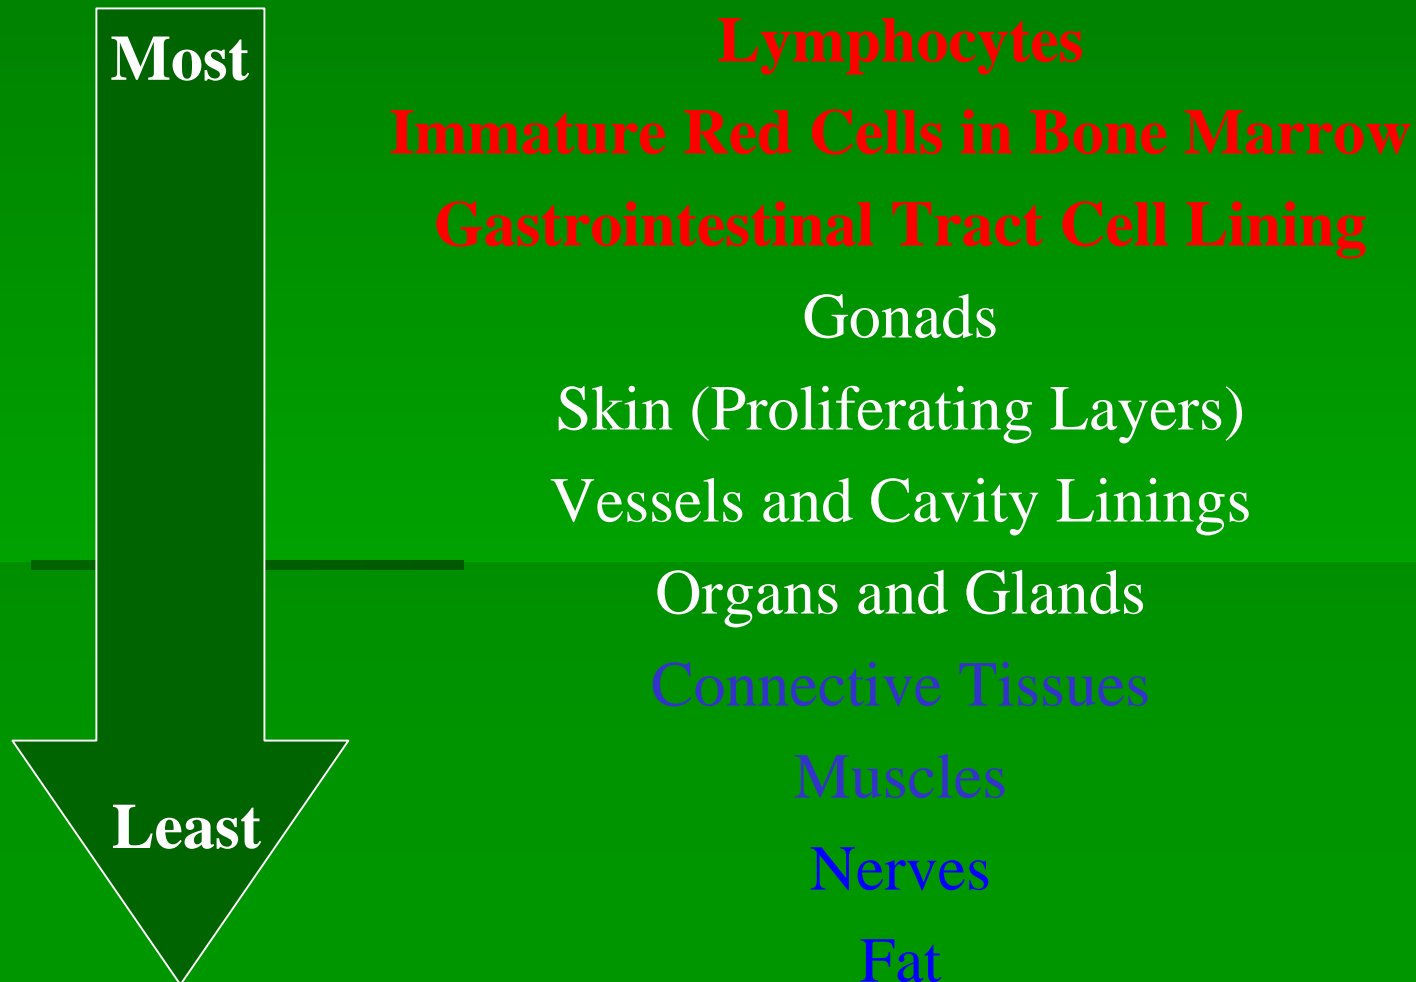 Most
Lymphocytes
Immature Red Cells in Bone Marrow
Gastrointestinal Tract Cell Lining
Gonads
Skin (Proliferating Layers)
Vessels and Cavity Linings
Organs and Glands
Connective Tissues
Muscles
Least
Nerves
Fat